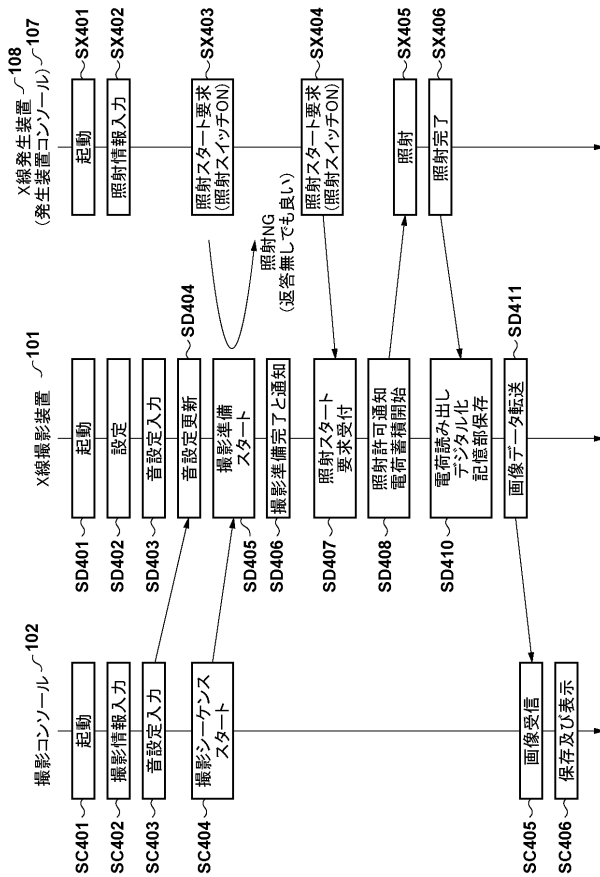 撮影コンソール 102
SC401
起動
SC402
撮影情報入力
SC403
音設定入力
SC404
撮影シーケンス
スタート
SC405
画像受信
SC406
保存及び表示
X線撮影装置 101
SD401
起動
SD402
設定
SD403
音設定入力
SD404
音設定更新
SD405
撮影準備
スタート
SD406
撮影準備完了と通知
SD407
照射スタート
要求受付
SD408
照射許可通知
電荷蓄積開始
SD410
電荷読み出し
デジタル化
記憶部保存
SD411
画像データ転送
X線発生装置 108
(発生装置コンソール) 107
SX401
起動
SX402
照射情報入力
SX403
照射スタート要求
(照射スイッチON)
照射NG
(返答無しでも良い)
SX404
照射スタート要求
(照射スイッチON)
SX405
照射
SX406
照射完了